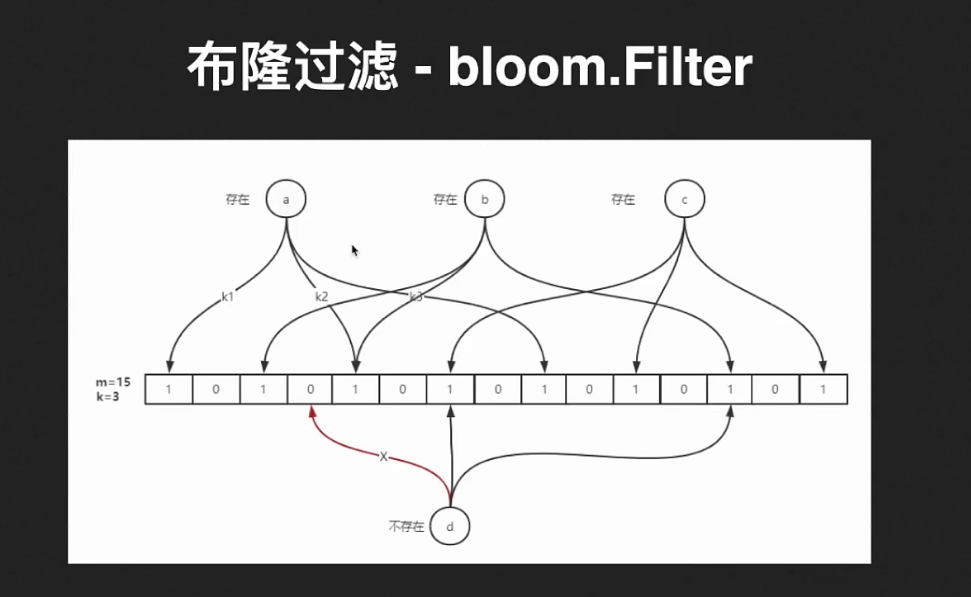 布隆过滤 - bloom.Filter
存在 a 存在 b 存在 c
k1 k2 k3
m=15
k=3
1 0 1 0 1 0 1 0 1 0 1 0 1 0 1
X
不存在 d